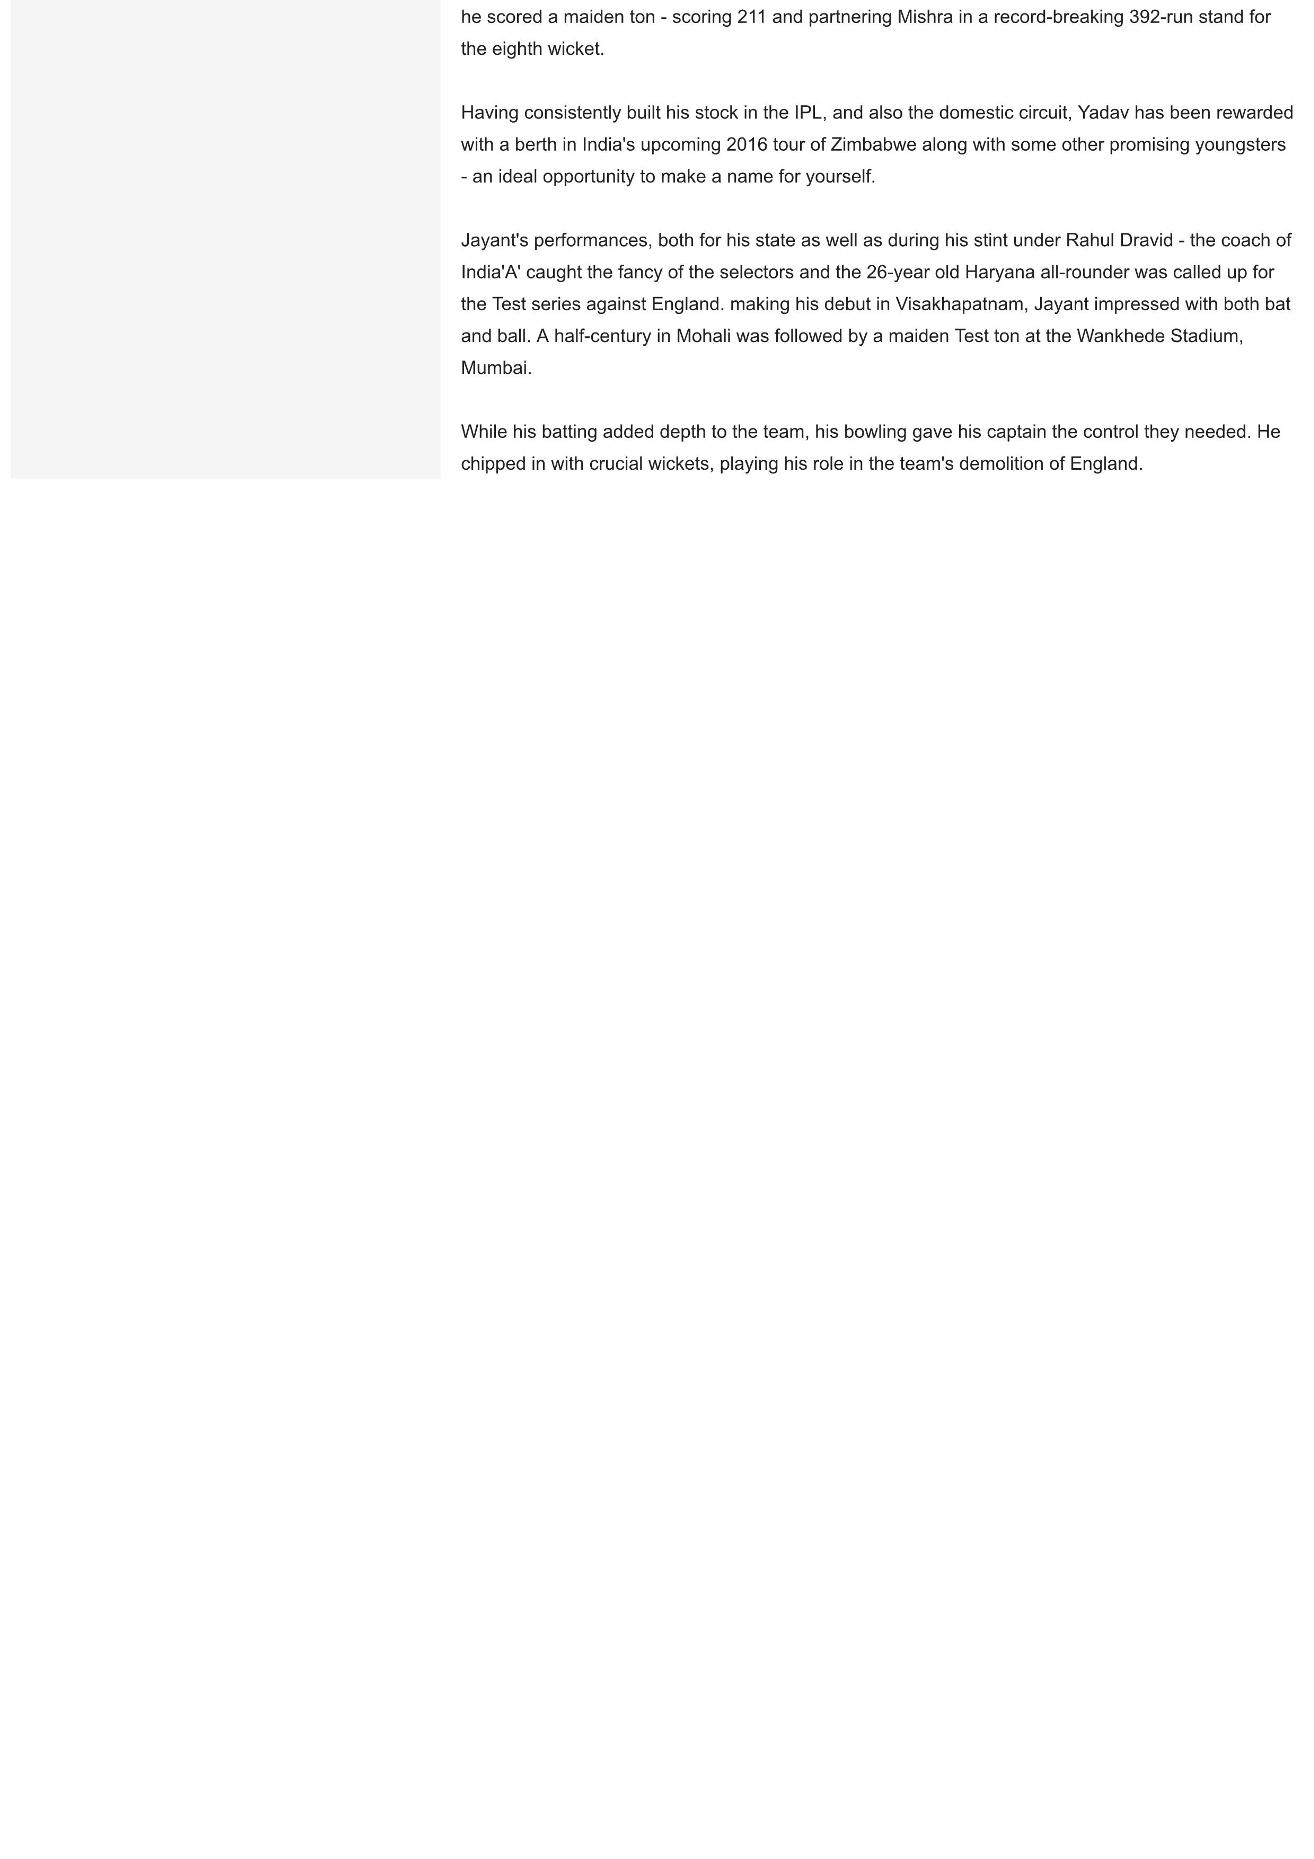 he scored a maiden ton - scoring 211 and partnering Mishra in a record-breaking 392-run stand for
the eighth wicket.
Having consistently built his stock in the IPL, and also the domestic circuit, Yadav has been rewarded
with a berth in India's upcoming 2016 tour of Zimbabwe along with some other promising youngsters
- an ideal opportunity to make a name for yourself.
Jayant's performances, both for his state as well as during his stint under Rahul Dravid - the coach of
India'A' caught the fancy of the selectors and the 26-year old Haryana all-rounder was called up for
the Test series against England. making his debut in Visakhapatnam, Jayant impressed with both bat
and ball. A half-century in Mohali was followed by a maiden Test ton at the Wankhede Stadium,
Mumbai.
While his batting added depth to the team, his bowling gave his captain the control they needed. He
chipped in with crucial wickets, playing his role in the team's demolition of England.